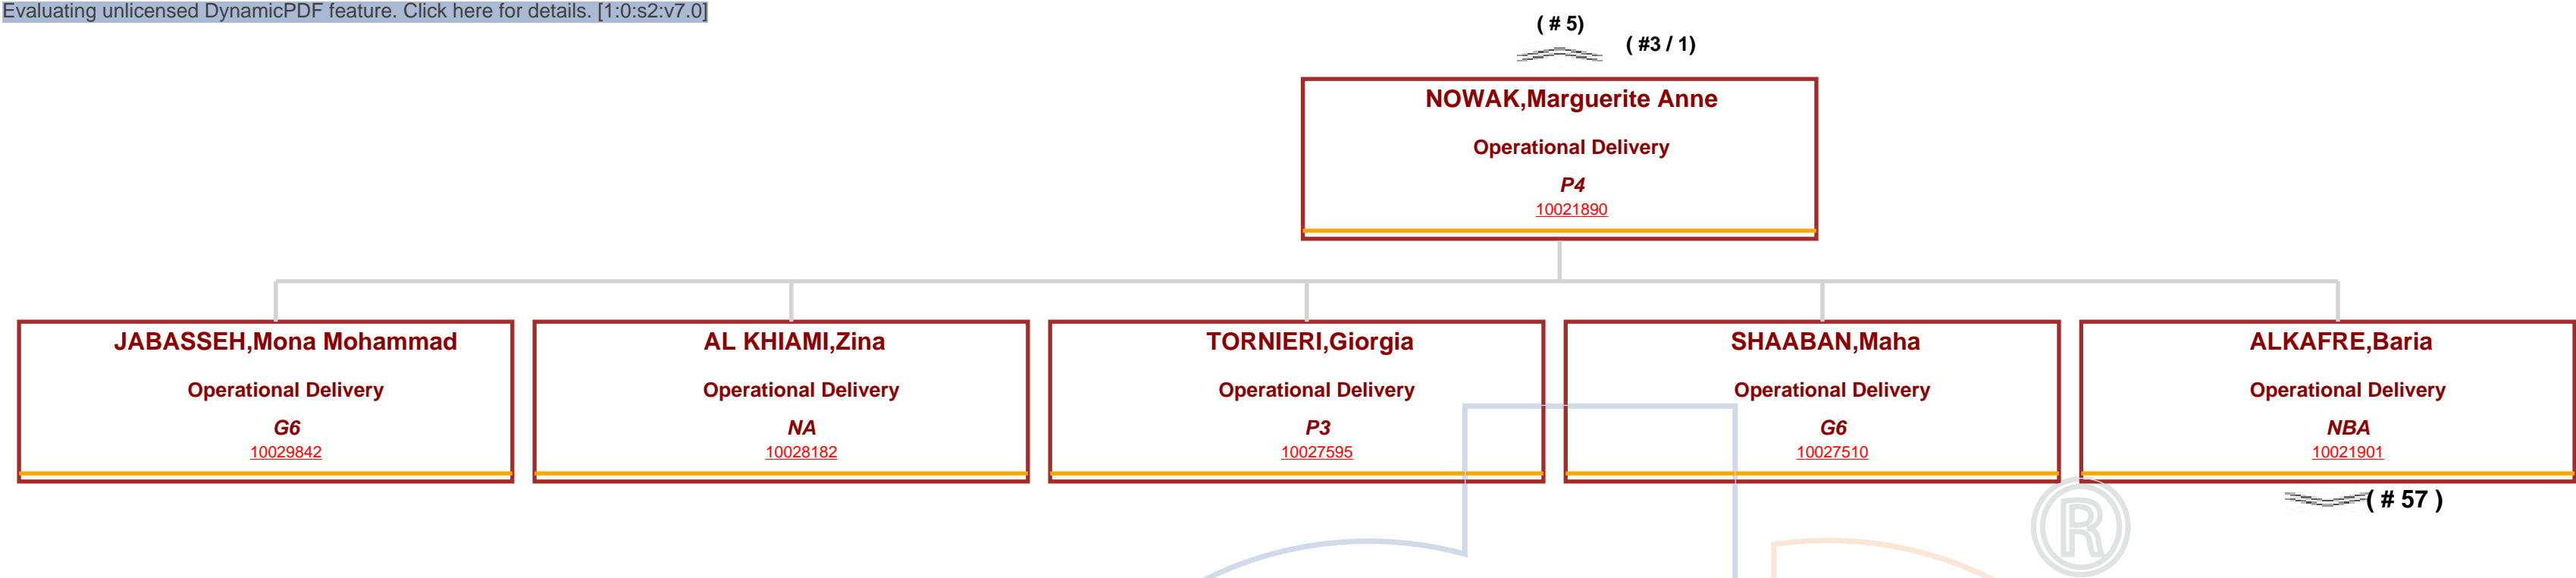 Evaluating unlicensed DynamicPDF feature. Click here for details. [1:0:s2:v7.0]
( # 5)
( #3 / 1)
NOWAK,Marguerite Anne
Operational Delivery
P4
10021890
JABASSEH,Mona Mohammad
Operational Delivery
G6
10029842
AL KHIAMI,Zina
Operational Delivery
NA
10028182
TORNIERI,Giorgia
Operational Delivery
P3
10027595
SHAABAN,Maha
Operational Delivery
G6
10027510
ALKAFRE,Baria
Operational Delivery
NBA
10021901
( # 57 )
®